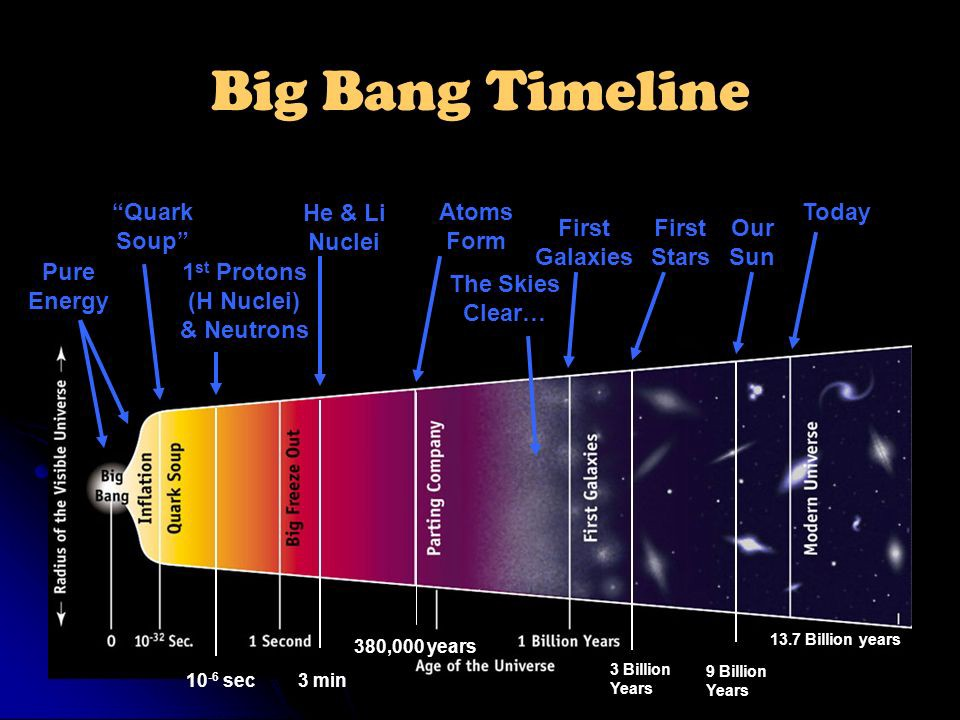 Big Bang Timeline
“Quark
Soup”
He & Li
Nuclei
Atoms
Form
Today
First
Galaxies
First
Stars
Our
Sun
Pure
Energy
1st Protons
(H Nuclei)
& Neutrons
The Skies
Clear…
Radius of the Visible Universe
Big
Bang
Inflation
Quark Soup
Big Freeze Out
Parting Company
First Galaxies
Modern Universe
0
10-32 Sec.
1 Second
1 Billion Years
13.7 Billion years
380,000 years
Age of the Universe
10-6 sec
3 min
3 Billion
Years
9 Billion
Years